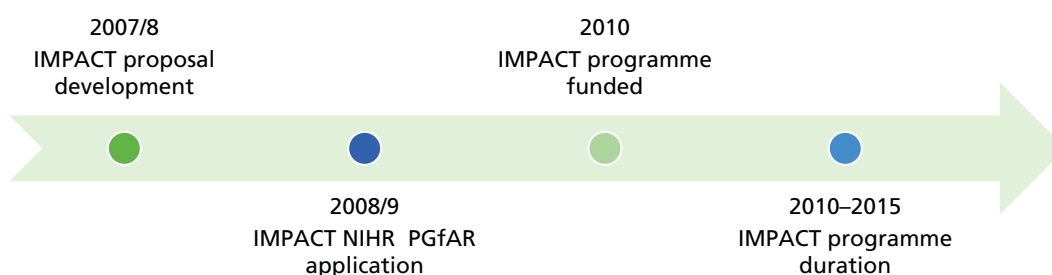 2007/8
IMPACT proposal
development
2008/9
IMPACT NIHR PGfAR
application
2010
IMPACT programme
funded
2010–2015
IMPACT programme
duration